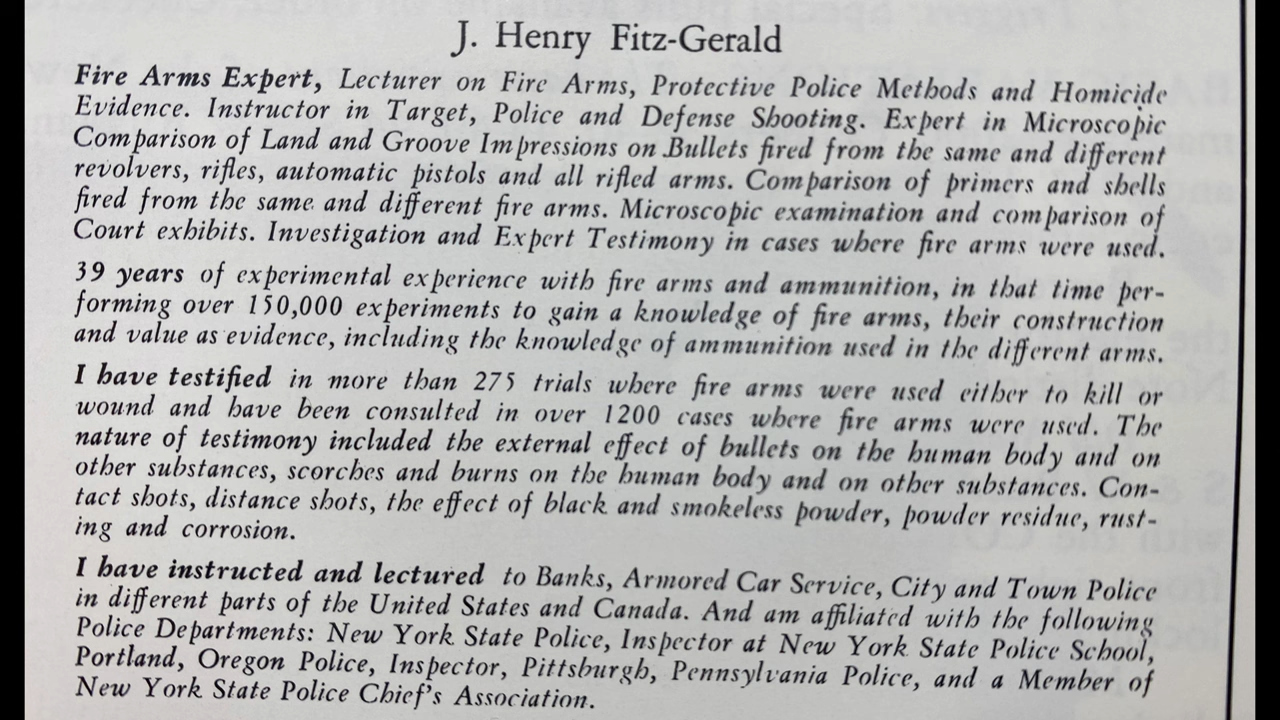 J. Henry Fitz-Gerald
Fire Arms Expert, Lecturer on Fire Arms, Protective Police Methods and Homicide
Evidence. Instructor in Target, Police and Defense Shooting. Expert in Microscopic
Comparison of Land and Groove Impressions on Bullets fired from the same and different
revolvers, rifles, automatic pistols and all rifled arms. Comparison of primers and shells
fired from the same and different fire arms. Microscopic examination and comparison of
Court exhibits. Investigation and Expert Testimony in cases where fire arms were used.
39 years of experimental experience with fire arms and ammunition, in that time per-
forming over 150,000 experiments to gain a knowledge of fire arms, their construction
and value as evidence, including the knowledge of ammunition used in the different arms.
I have testified in more than 275 trials where fire arms were used either to kill or
wound and have been consulted in over 1200 cases where fire arms were used. The
nature of testimony included the external effect of bullets on the human body and on
other substances, scorches and burns on the human body and on other substances. Con-
tact shots, distance shots, the effect of black and smokeless powder, powder residue, rust-
ing and corrosion.
I have instructed and lectured to Banks, Armored Car Service, City and Town Police
in different parts of the United States and Canada. And am affiliated with the following
Police Departments: New York State Police, Inspector at New York State Police School,
Portland, Oregon Police, Inspector, Pittsburgh, Pennsylvania Police, and a Member of
New York State Police Chief's Association.